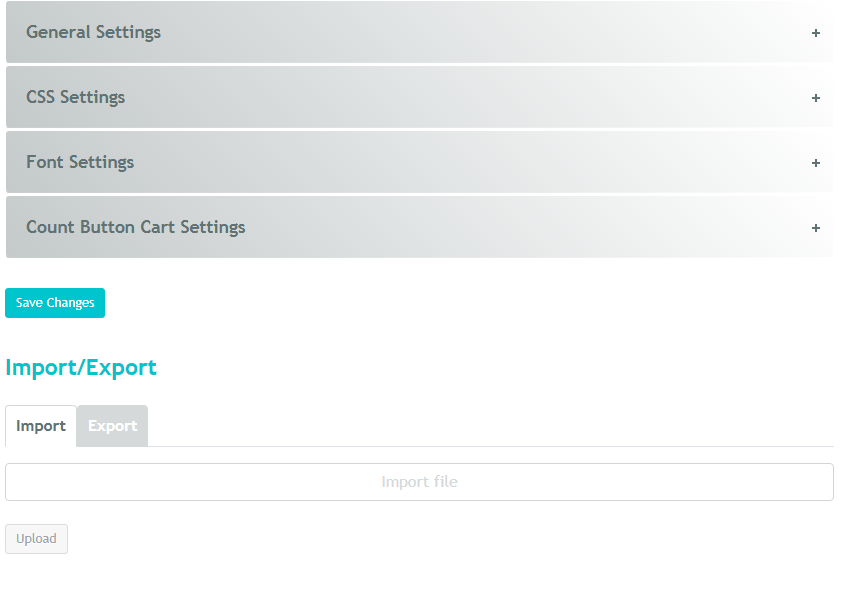 General Settings +
CSS Settings +
Font Settings +
Count Button Cart Settings +
Save Changes
Import/Export
Import Export
Import file
Upload